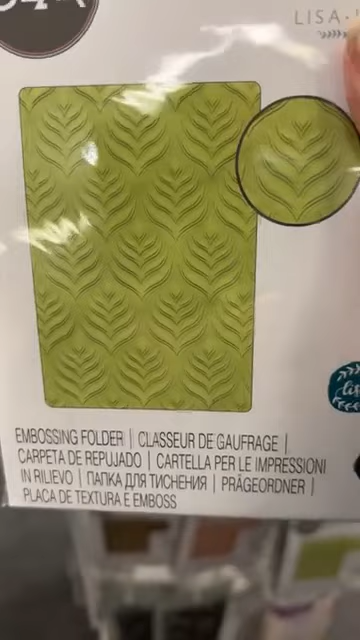 LISA
EMBOSSING FOLDER | CLASSEUR DE GAUFRAGE |
CARPETA DE REPUJADO | CARTELLA PER LE IMPRESSIONI
IN RILIEVO | ПАПКА ДЛЯ ТИСНЕНИЯ | PRÄGEORDNER |
PLACA DE TEXTURA E EMBOSS